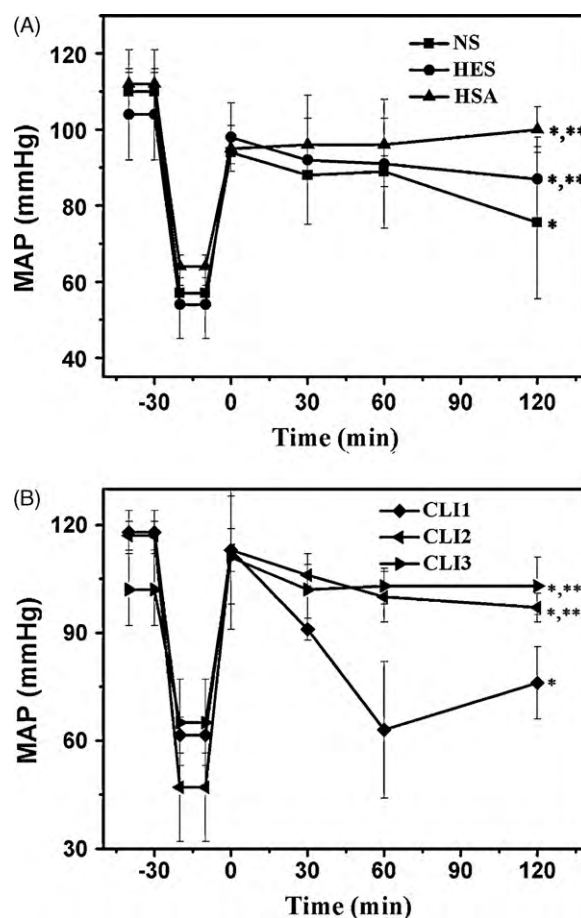 (A)
NS
HES
HSA
MAP (mmHg)
120
100
80
60
40
*,**
*,**
*
-30 0 30 60 90 120
Time (min)
(B)
CLI1
CLI2
CLI3
MAP (mmHg)
120
90
60
30
*,**
*,**
*
-30 0 30 60 90 120
Time (min)